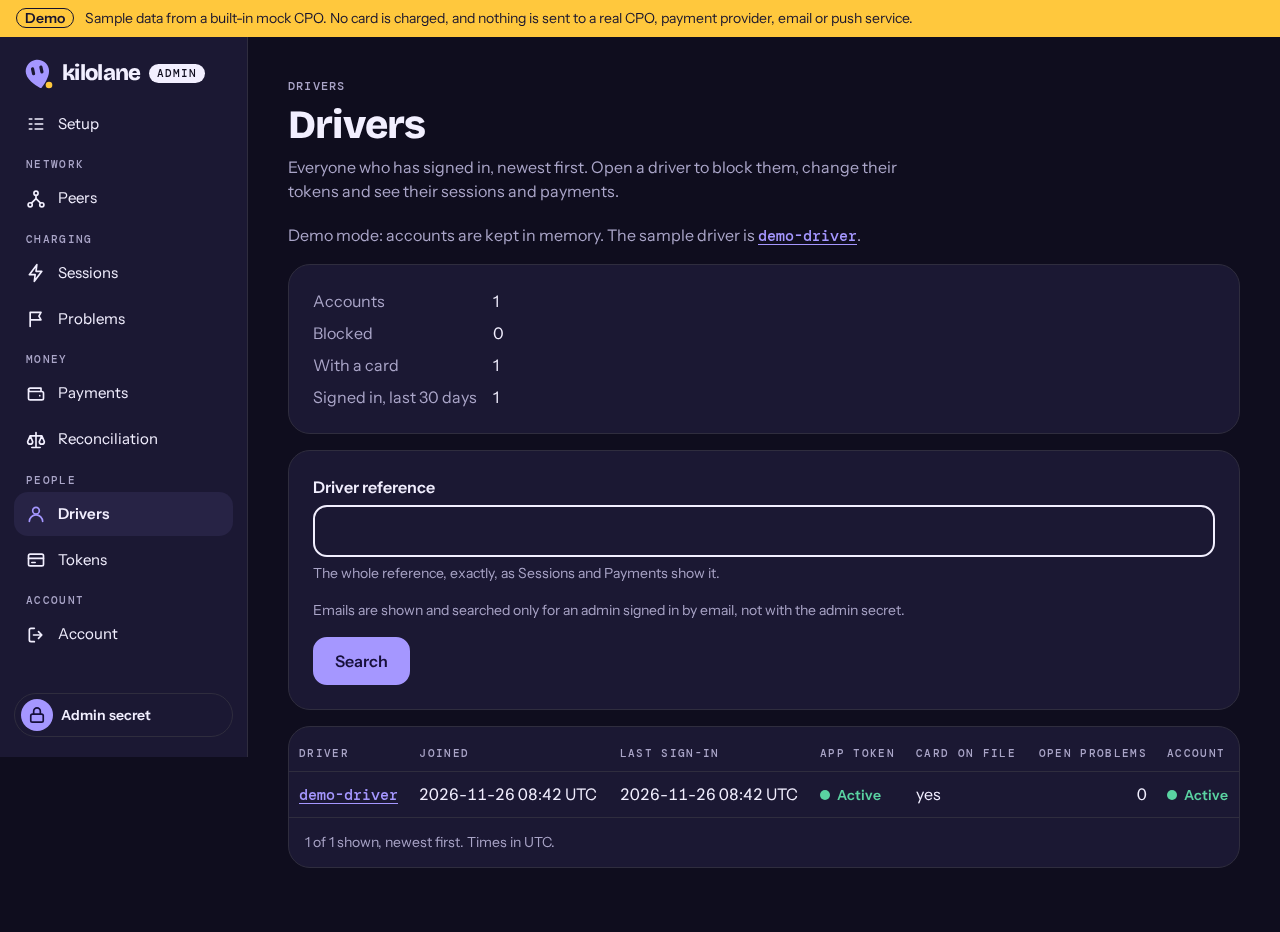 Demo Sample data from a built-in mock CPO. No card is charged, and nothing is sent to a real CPO, payment provider, email or push service.
kilolane ADMIN
Setup
NETWORK
Peers
CHARGING
Sessions
Problems
MONEY
Payments
Reconciliation
PEOPLE
Drivers
Tokens
ACCOUNT
Account
Admin secret
DRIVERS
Drivers
Everyone who has signed in, newest first. Open a driver to block them, change their
tokens and see their sessions and payments.
Demo mode: accounts are kept in memory. The sample driver is demo-driver.
Accounts 1
Blocked 0
With a card 1
Signed in, last 30 days 1
Driver reference
The whole reference, exactly, as Sessions and Payments show it.
Emails are shown and searched only for an admin signed in by email, not with the admin secret.
Search
DRIVER JOINED LAST SIGN-IN APP TOKEN CARD ON FILE OPEN PROBLEMS ACCOUNT
demo-driver 2026-11-26 08:42 UTC 2026-11-26 08:42 UTC Active yes 0 Active
1 of 1 shown, newest first. Times in UTC.